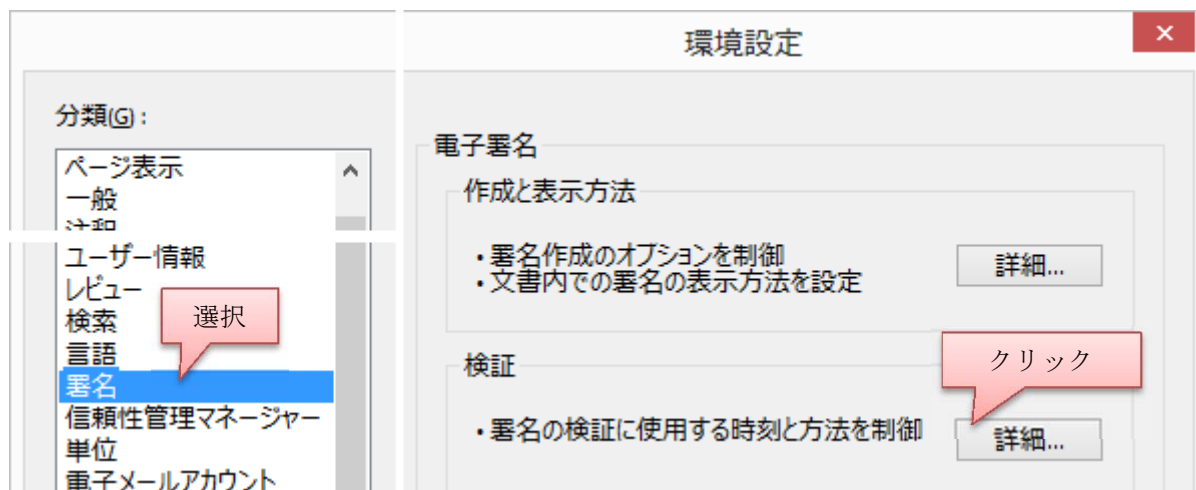 環境設定
×
分類(G):
ページ表示
一般
注釈
ユーザー情報
レビュー
検索
言語
署名
信頼性管理マネージャー
単位
電子メールアカウント
選択
電子署名
作成と表示方法
・署名作成のオプションを制御
・文書内での署名の表示方法を設定
詳細...
検証
クリック
・署名の検証に使用する時刻と方法を制御
詳細...